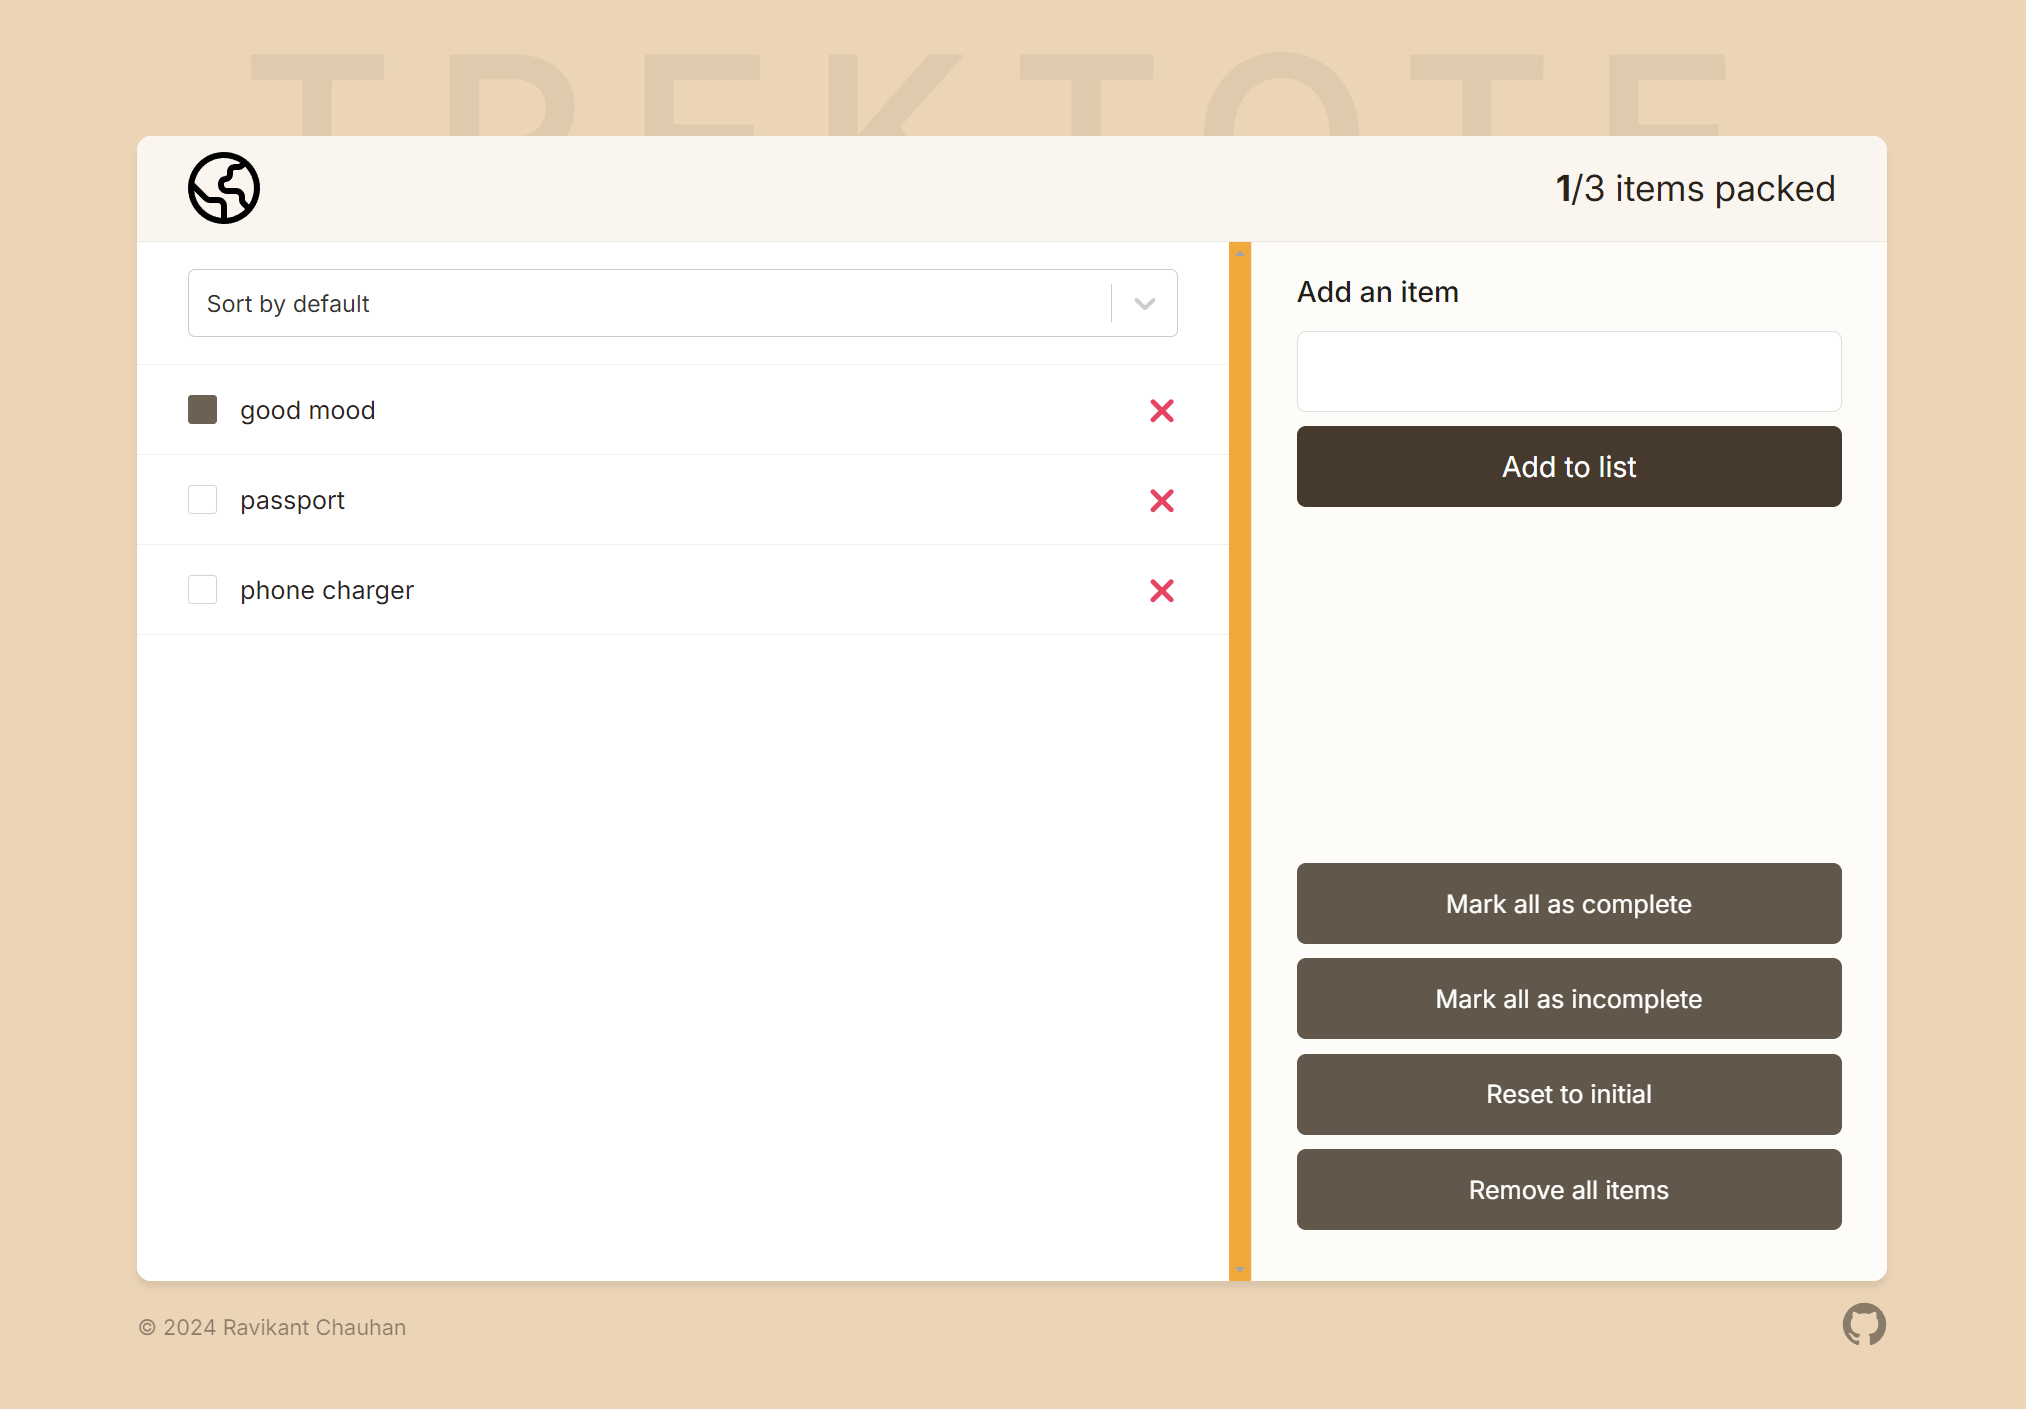 TREKTOTE
1/3 items packed
Sort by default
good mood
passport
phone charger
Add an item
Add to list
Mark all as complete
Mark all as incomplete
Reset to initial
Remove all items
© 2024 Ravikant Chauhan